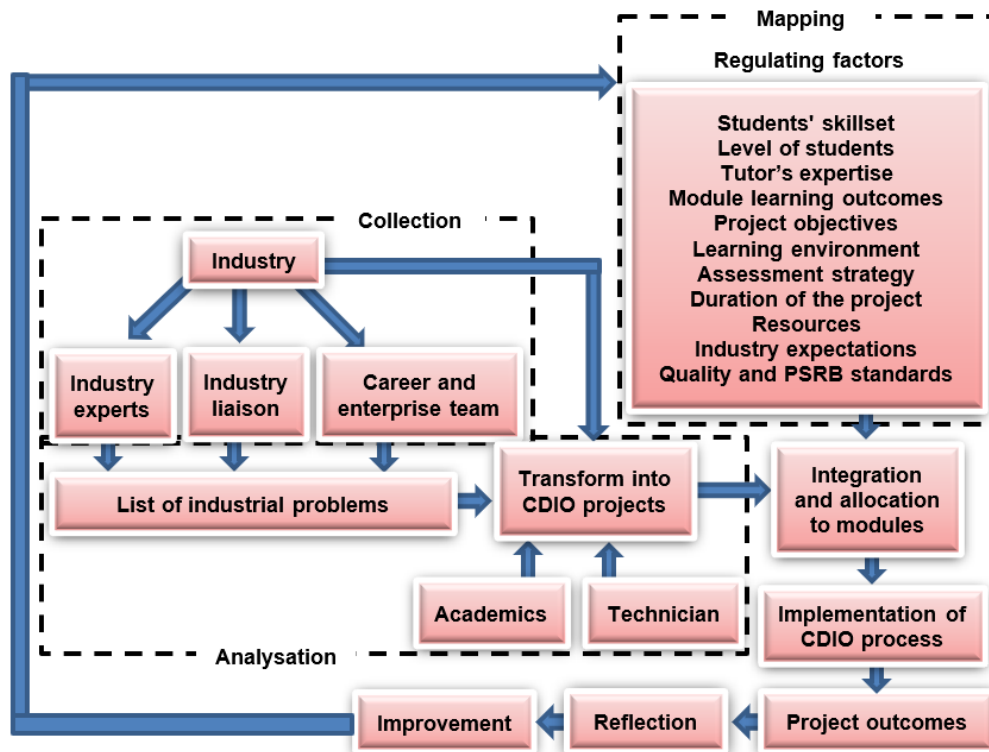 Mapping
Regulating factors
Students' skillset
Level of students
Tutor’s expertise
Module learning outcomes
Project objectives
Learning environment
Assessment strategy
Duration of the project
Resources
Industry expectations
Quality and PSRB standards
Collection
Industry
Industry
experts
Industry
liaison
Career and
enterprise team
List of industrial problems
Transform into
CDIO projects
Integration
and allocation
to modules
Academics
Technician
Implementation of
CDIO process
Analysation
Improvement
Reflection
Project outcomes